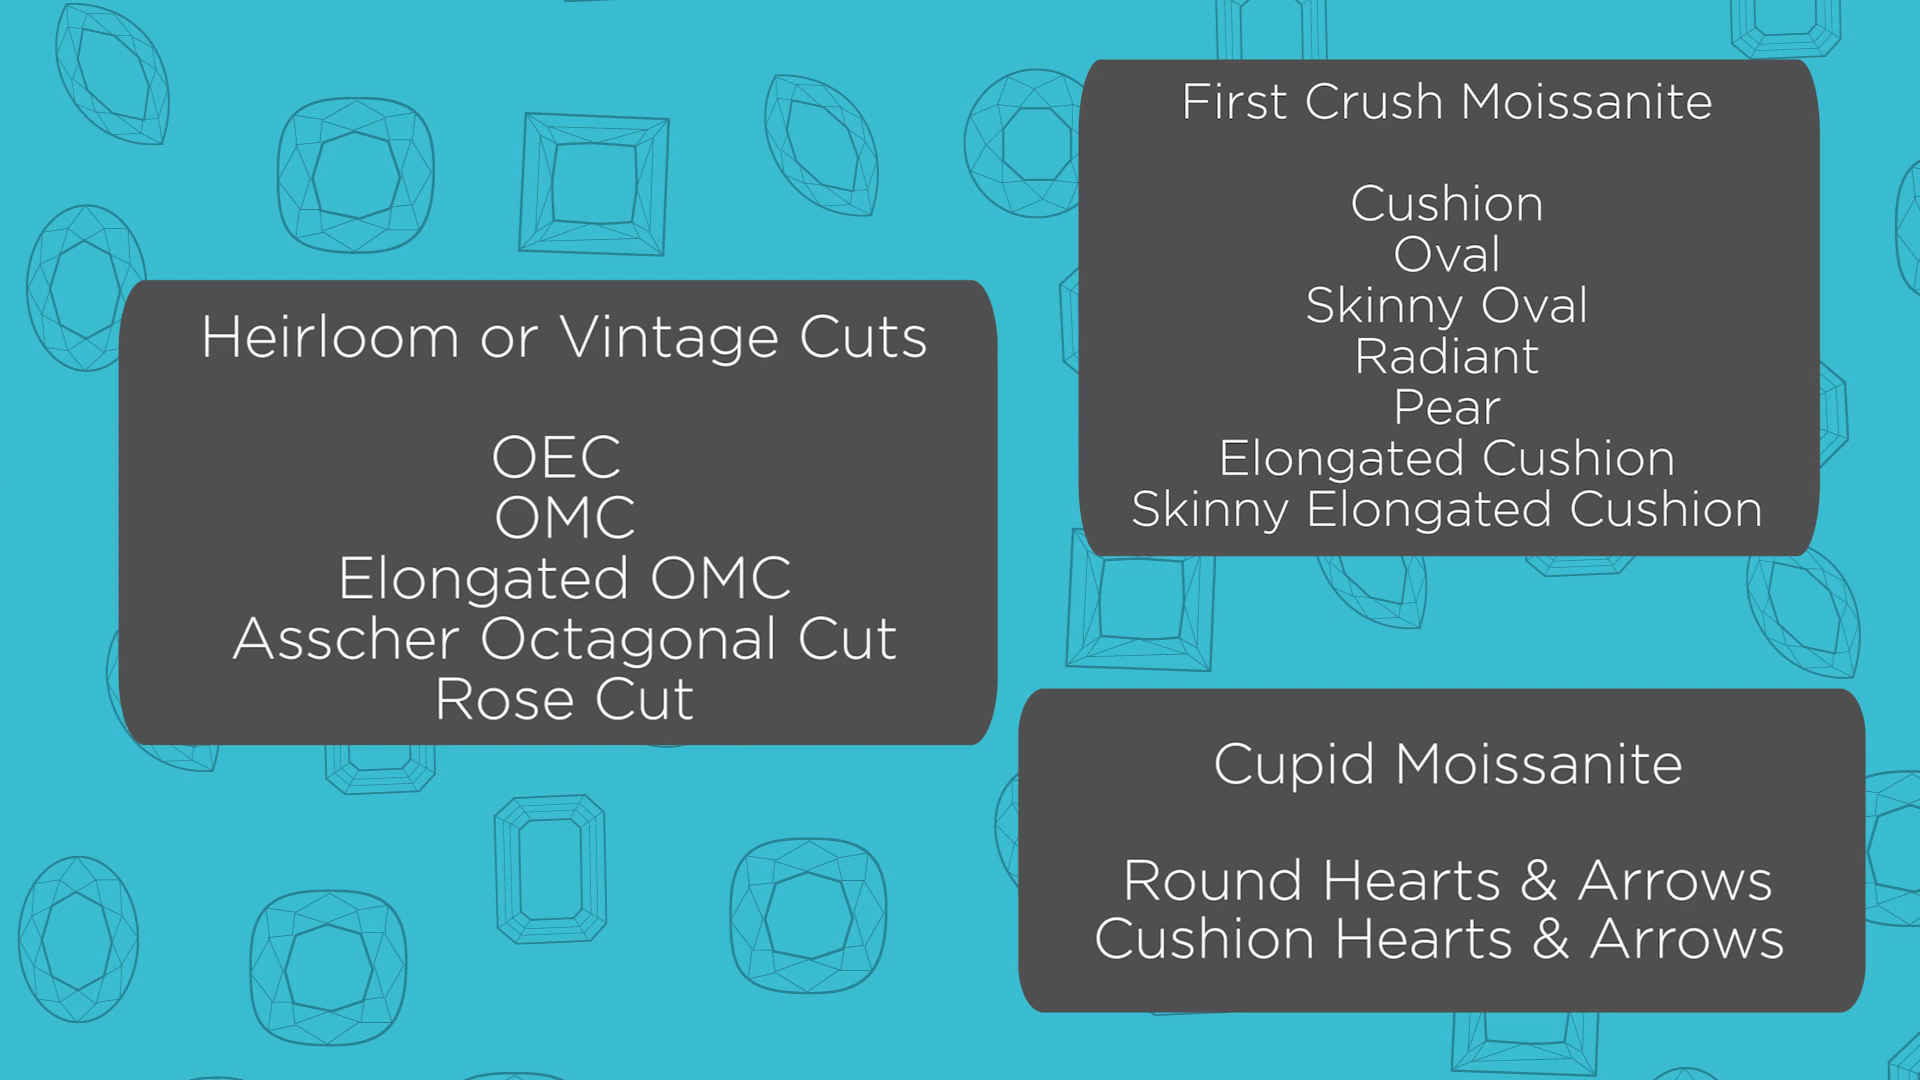 Heirloom or Vintage Cuts
OEC
OMC
Elongated OMC
Asscher Octagonal Cut
Rose Cut
First Crush Moissanite
Cushion
Oval
Skinny Oval
Radiant
Pear
Elongated Cushion
Skinny Elongated Cushion
Cupid Moissanite
Round Hearts & Arrows
Cushion Hearts & Arrows